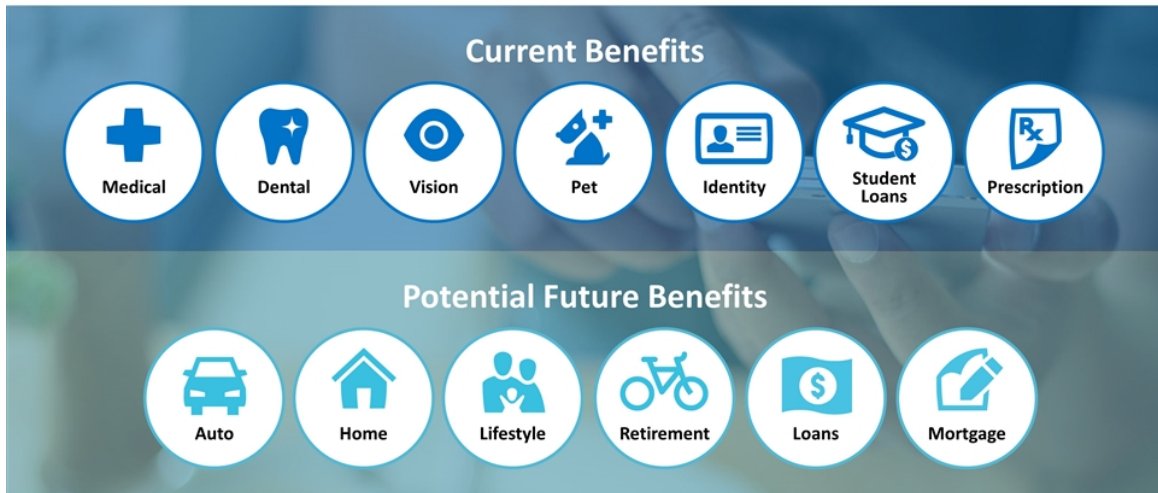 Current Benefits
Medical
Dental
Vision
Pet
Identity
Student
Loans
Rx
Prescription
Potential Future Benefits
Auto
Home
Lifestyle
Retirement
$
Loans
Mortgage